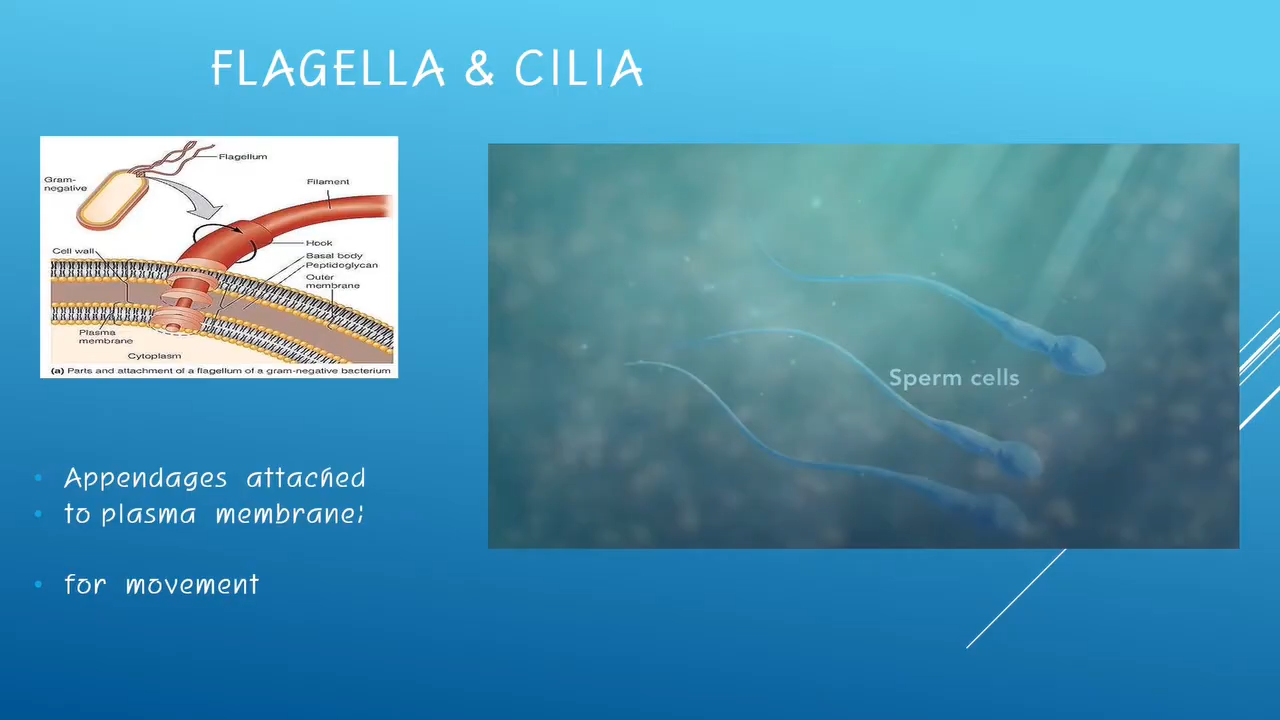 FLAGELLA & CILIA
Flagellum
Gram-
negative
Filament
Hook
Cell wall
Basal body
Peptidoglycan
Outer
membrane
Plasma
membrane
Cytoplasm
(a) Parts and attachment of a flagellum of a gram-negative bacterium
Sperm cells
• Appendages attached
• to plasma membrane;
• for movement